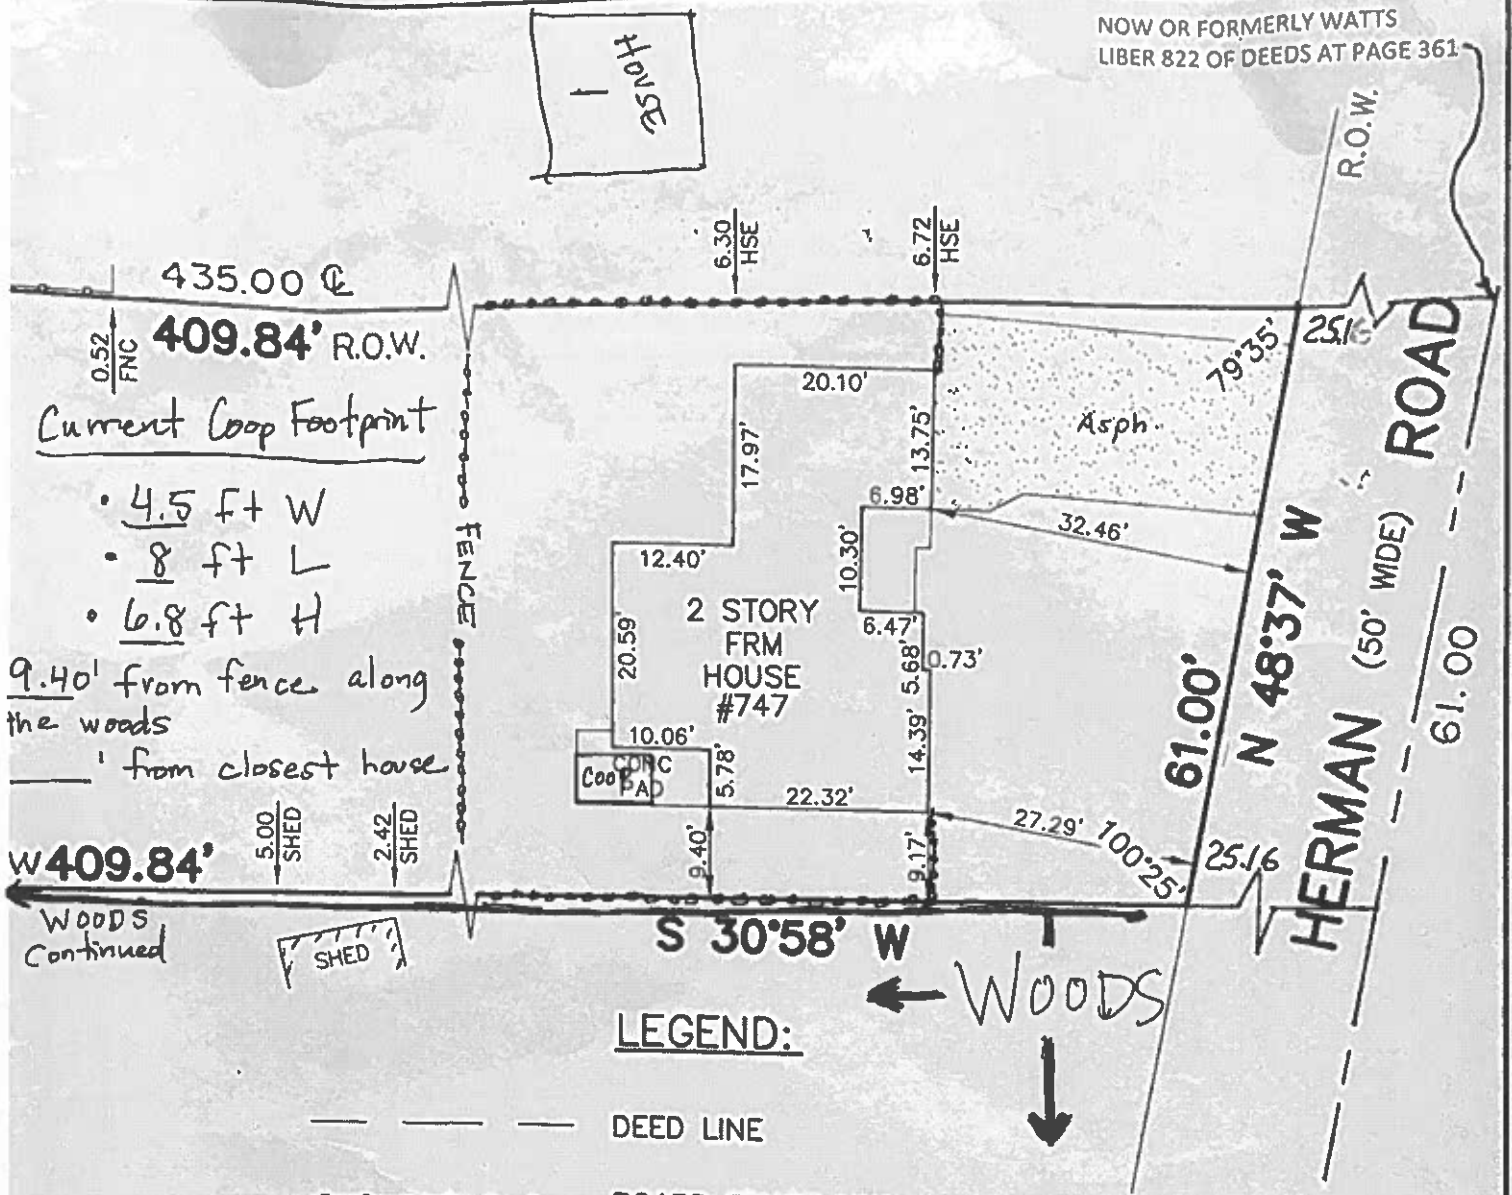 NOW OR FORMERLY WATTS
LIBER 822 OF DEEDS AT PAGE 361
HOUSE
1
R.O.W.
6.30
HSE
6.72
HSE
435.00 ℄
0.52
FNC
409.84' R.O.W.
Current Coop Footprint
• 4.5 ft W
• 8 ft L
• 6.8 ft H
9.40' from fence along
the woods
____' from closest house
FENCE
20.10'
17.97'
13.75'
Asph.
79°35'
25.16
6.98'
32.46'
12.40'
10.30'
20.59'
2 STORY
FRM
HOUSE
#747
6.47'
5.68'
0.73'
14.39'
10.06'
CONC
PAD
Coop
5.78'
22.32'
9.40'
9.17'
27.29'
100°25'
25.16
61.00'
N 48°37' W
HERMAN (50' WIDE) ROAD
61.00
5.00
SHED
2.42
SHED
W 409.84'
WOODS
Continued
SHED
S 30°58' W
WOODS
LEGEND:
DEED LINE